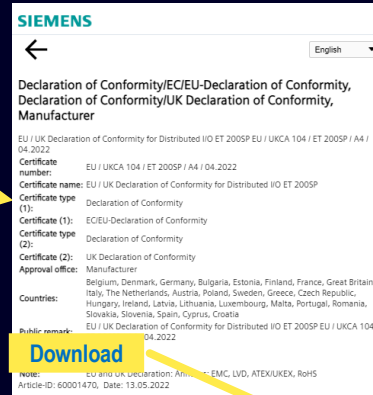 SIEMENS
English
Declaration of Conformity/EC/EU-Declaration of Conformity,
Declaration of Conformity/UK Declaration of Conformity,
Manufacturer
EU / UK Declaration of Conformity for Distributed I/O ET 200SP EU / UKCA 104 / ET 200SP / A4 /
04.2022
Certificate
number:
EU / UKCA 104 / ET 200SP / A4 / 04.2022
Certificate name: EU / UK Declaration of Conformity for Distributed I/O ET 200SP
Certificate type
(1):
Declaration of Conformity
Certificate (1): EC/EU-Declaration of Conformity
Certificate type
(2):
Declaration of Conformity
Certificate (2): UK Declaration of Conformity
Approval office: Manufacturer
Countries:
Belgium, Denmark, Germany, Bulgaria, Estonia, Finland, France, Great Britain,
Italy, The Netherlands, Austria, Poland, Sweden, Greece, Czech Republic,
Hungary, Ireland, Latvia, Lithuania, Luxembourg, Malta, Portugal, Romania,
Slovakia, Slovenia, Spain, Cyprus, Croatia
Public remark:
EU / UK Declaration of Conformity for Distributed I/O ET 200SP EU / UKCA 104
04.2022
Download
Note: EU and UK Declaration: EMC, LVD, ATEX/UKEX, RoHS
Article-ID: 60001470, Date: 13.05.2022